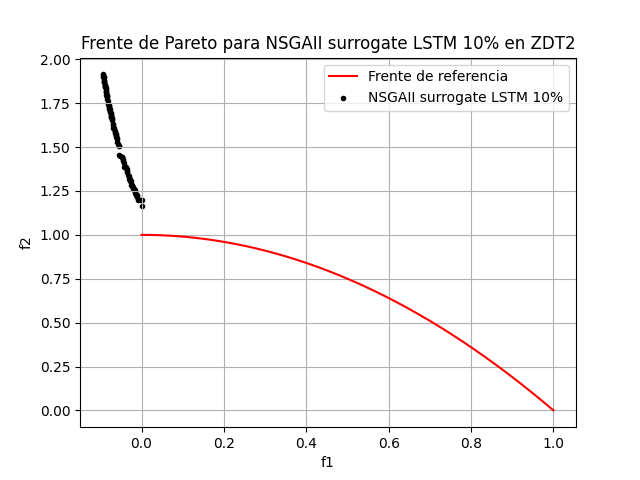 Frente de Pareto para NSGAII surrogate LSTM 10% en ZDT2
Frente de referencia
NSGAII surrogate LSTM 10%
2.00
1.75
1.50
1.25
1.00
0.75
0.50
0.25
0.00
f2
0.0 0.2 0.4 0.6 0.8 1.0
f1